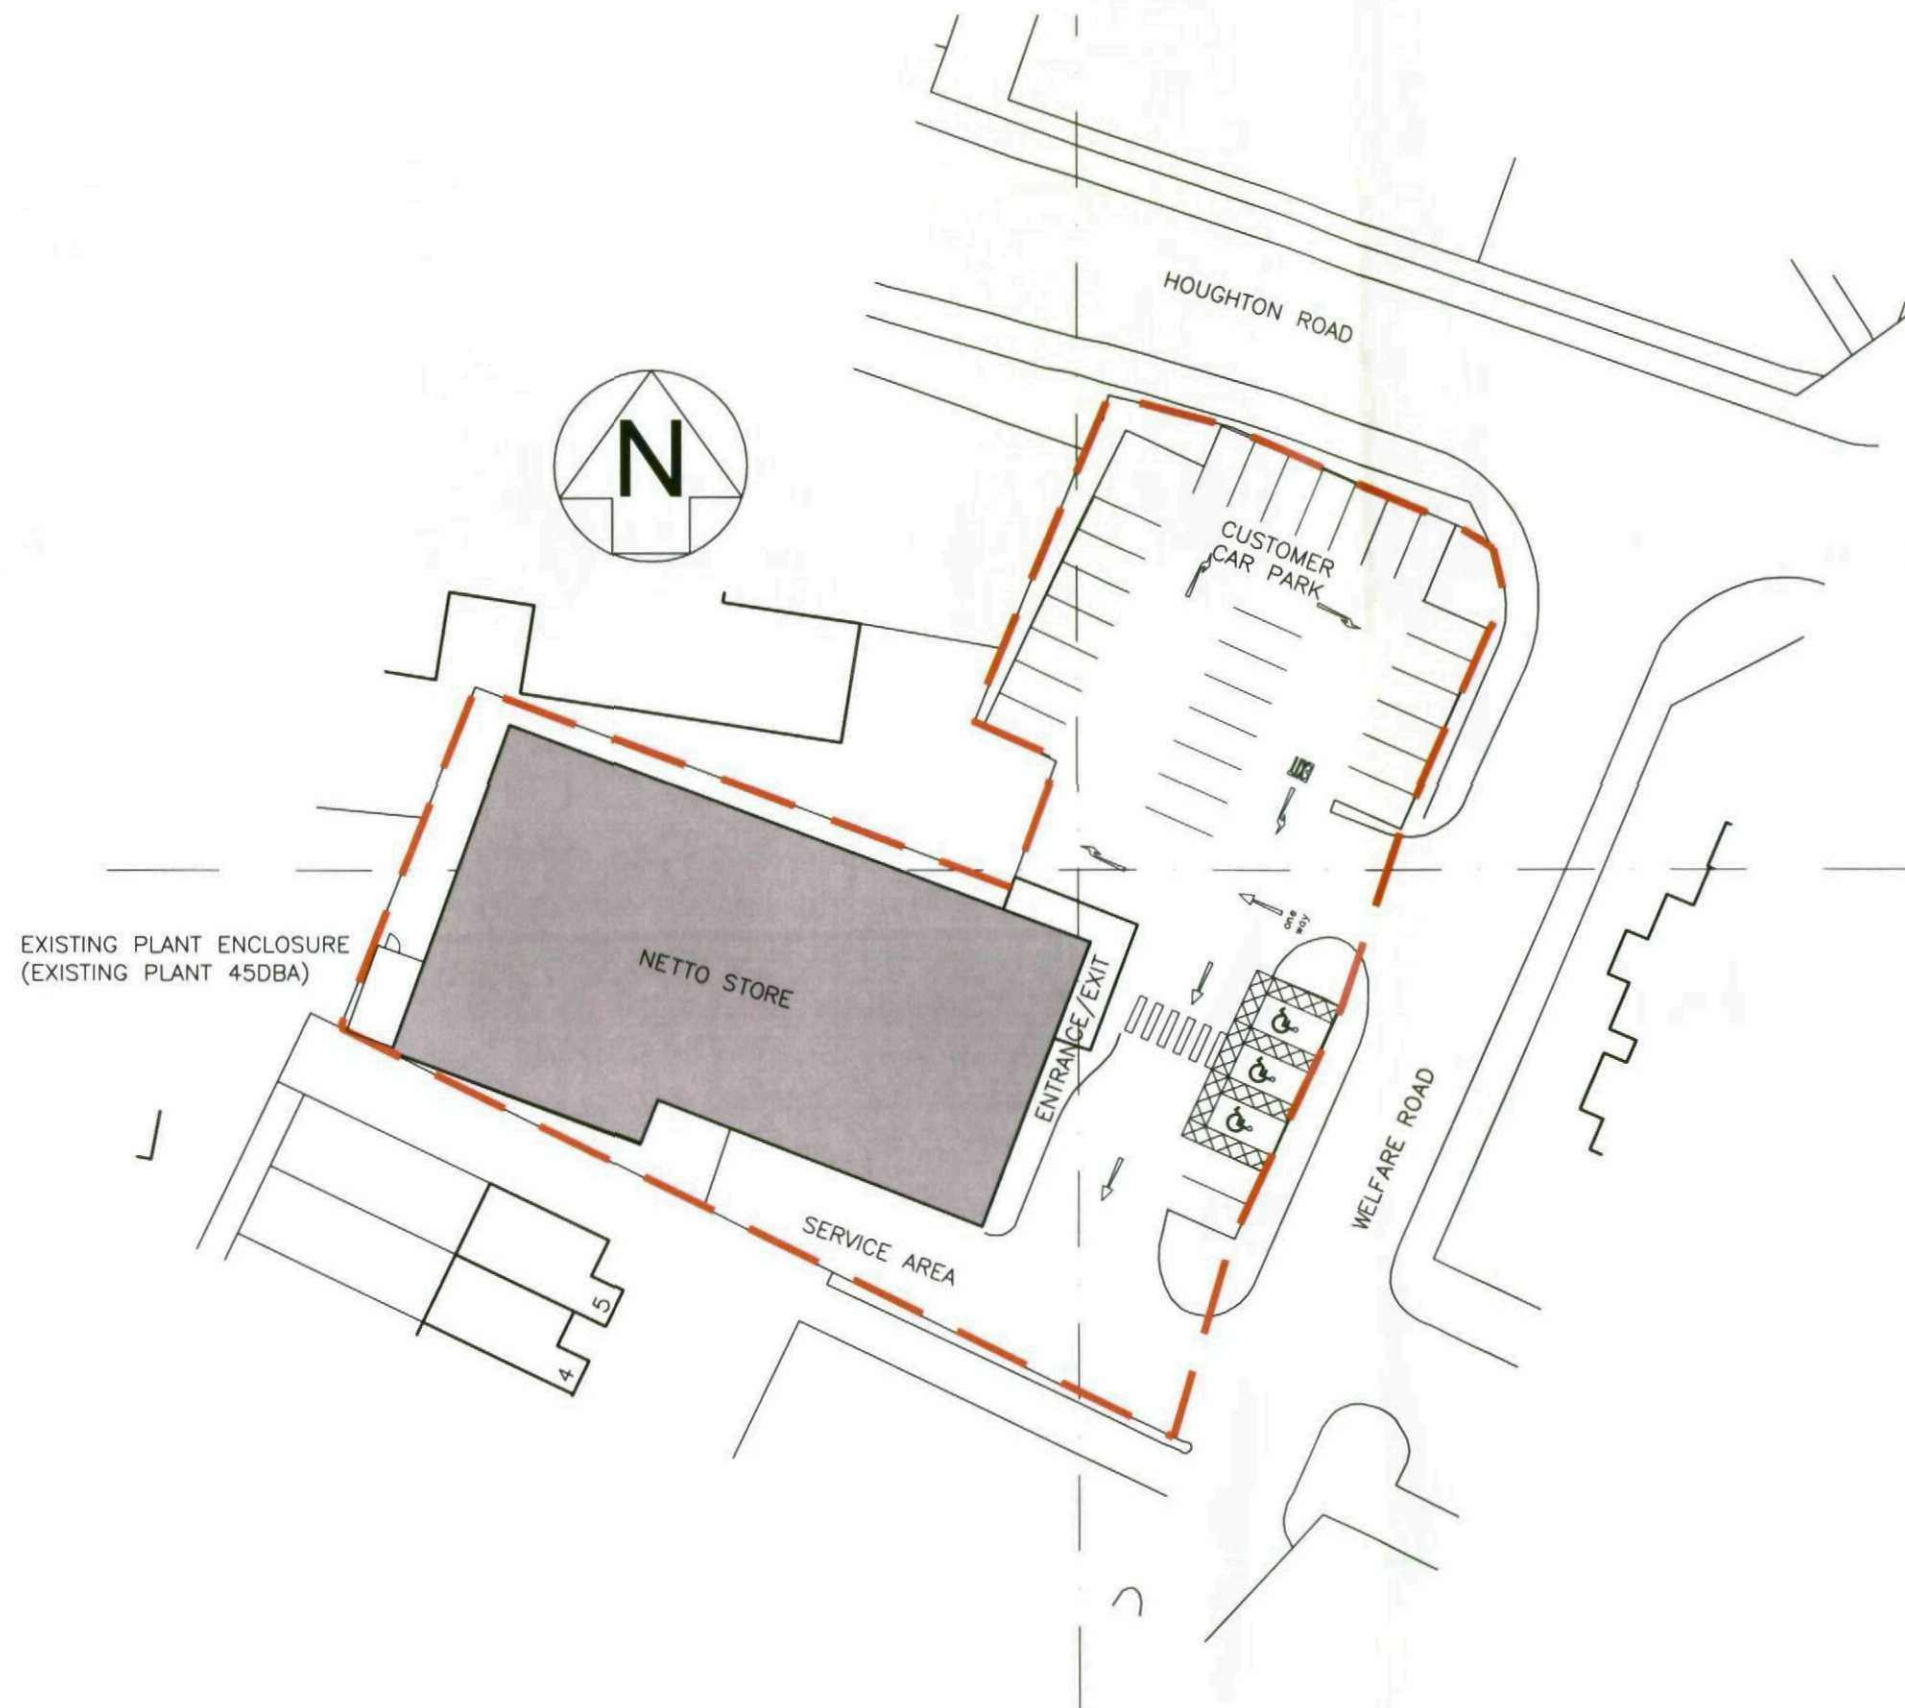 HOUGHTON ROAD
N
CUSTOMER
CAR PARK
EXISTING PLANT ENCLOSURE
(EXISTING PLANT 45DBA)
NETTO STORE
one
way
ENTRANCE/EXIT
WELFARE ROAD
SERVICE AREA
5
4